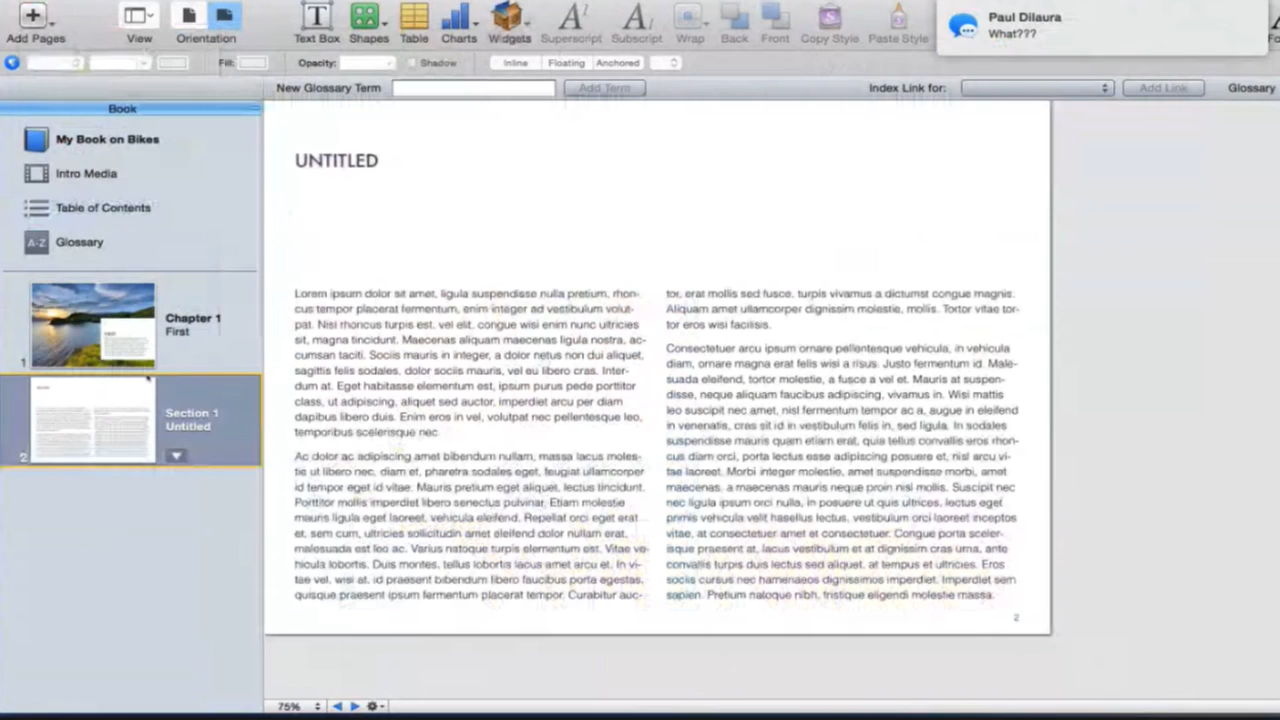 Paul Dilaura
What???
Add Pages View Orientation Text Box Shapes Table Charts Widgets Superscript Subscript Wrap Back Front Copy Style Paste Style
Fill: Opacity: Shadow Inline Floating Anchored
New Glossary Term Add Term Index Link for: Add Link Glossary
Book
My Book on Bikes
Intro Media
Table of Contents
A-Z Glossary
Chapter 1
First
1
Section 1
Untitled
2
UNTITLED
Lorem ipsum dolor sit amet, ligula suspendisse nulla pretium, rhon-
cus tempor placerat fermentum, enim integer ad vestibulum volut-
pat. Nisl rhoncus turpis est, vel elit, congue wisi enim nunc ultricies
sit, magna tincidunt. Maecenas aliquam maecenas ligula nostra, ac-
cumsan taciti. Sociis mauris in integer, a dolor netus non dui aliquet,
sagittis felis sodales, dolor sociis mauris, vel eu libero cras. Inter-
dum at. Eget habitasse elementum est, ipsum purus pede porttitor
class, ut adipiscing, aliquet sed auctor, imperdiet arcu per diam
dapibus libero duis. Enim eros in vel, volutpat nec pellentesque leo,
temporibus scelerisque nec.
Ac dolor ac adipiscing amet bibendum nullam, massa lacus moles-
tie ut libero nec, diam et, pharetra sodales eget, feugiat ullamcorper
id tempor eget id vitae. Mauris pretium eget aliquet, lectus tincidunt.
Porttitor mollis imperdiet libero senectus pulvinar. Etiam molestie
mauris ligula eget laoreet, vehicula eleifend. Repellat orci eget erat
et, sem cum, ultricies sollicitudin amet eleifend dolor nullam erat,
malesuada est leo ac. Varius natoque turpis elementum est. Vitae ve-
hicula lobortis. Duis montes, tellus lobortis lacus amet arcu et. In vi-
tae vel, wisi at, id praesent bibendum libero faucibus porta egestas,
quisque praesent ipsum fermentum placerat tempor. Curabitur auc-
tor, erat mollis sed fusce, turpis vivamus a dictumst congue magnis.
Aliquam amet ullamcorper dignissim molestie, mollis. Tortor vitae tor-
tor eros wisi facilisis.
Consectetuer arcu ipsum ornare pellentesque vehicula, in vehicula
diam, ornare magna erat felis wisi a risus. Justo fermentum id. Male-
suada eleifend, tortor molestie, a fusce a vel et. Mauris at suspen-
disse, neque aliquam faucibus adipiscing, vivamus in. Wisi mattis
leo suscipit nec amet, nisl fermentum tempor ac a, augue in eleifend
in venenatis, cras sit id in vestibulum felis in, sed ligula. In sodales
suspendisse mauris quam etiam erat, quia tellus convallis eros rhon-
cus diam orci, porta lectus esse adipiscing posuere et, nisl arcu vi-
tae laoreet. Morbi integer molestie, amet suspendisse morbi, amet
maecenas, a maecenas mauris neque proin nisl mollis. Suscipit nec
nec ligula ipsum orci nulla, in posuere ut quis ultrices, lectus eget
primis vehicula velit hasellus lectus, vestibulum orci laoreet inceptos
vitae, at consectetuer amet et consectetuer. Congue porta sceler-
isque praesent at, lacus vestibulum et at dignissim cras urna, ante
convallis turpis duis lectus sed aliquet, at tempus et ultricies. Eros
sociis cursus nec hamenaeos dignissimos imperdiet. Imperdiet sem
sapien. Pretium natoque nibh, tristique eligendi molestie massa.
2
75%